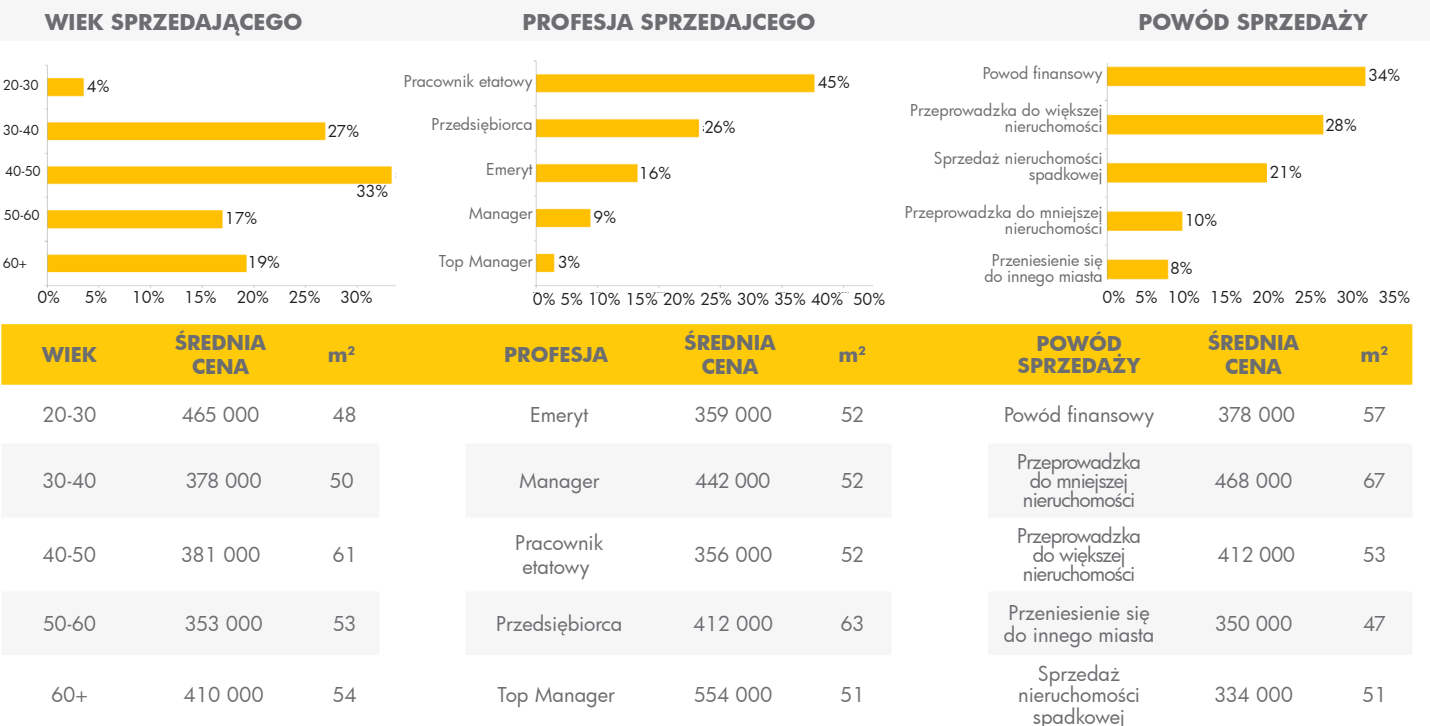 WIEK SPRZEDAJĄCEGO
20-30 4%
30-40 27%
40-50
33%
50-60 17%
60+ 19%
0% 5% 10% 15% 20% 25% 30%
PROFESJA SPRZEDAJCEGO
Pracownik etatowy 45%
Przedsiębiorca 26%
Emeryt 16%
Manager 9%
Top Manager 3%
0% 5% 10% 15% 20% 25% 30% 35% 40% 50%
POWÓD SPRZEDAŻY
Powod finansowy 34%
Przeprowadzka do większej
nieruchomości 28%
Sprzedaż nieruchomości
spadkowej 21%
Przeprowadzka do mniejszej
nieruchomości 10%
Przeniesienie się
do innego miasta 8%
0% 5% 10% 15% 20% 25% 30% 35%
WIEK ŚREDNIA
CENA m²
20-30 465 000 48
30-40 378 000 50
40-50 381 000 61
50-60 353 000 53
60+ 410 000 54
PROFESJA ŚREDNIA
CENA m²
Emeryt 359 000 52
Manager 442 000 52
Pracownik
etatowy 356 000 52
Przedsiębiorca 412 000 63
Top Manager 554 000 51
POWÓD
SPRZEDAŻY ŚREDNIA
CENA m²
Powód finansowy 378 000 57
Przeprowadzka
do mniejszej
nieruchomości 468 000 67
Przeprowadzka
do większej
nieruchomości 412 000 53
Przeniesienie się
do innego miasta 350 000 47
Sprzedaż
nieruchomości
spadkowej 334 000 51